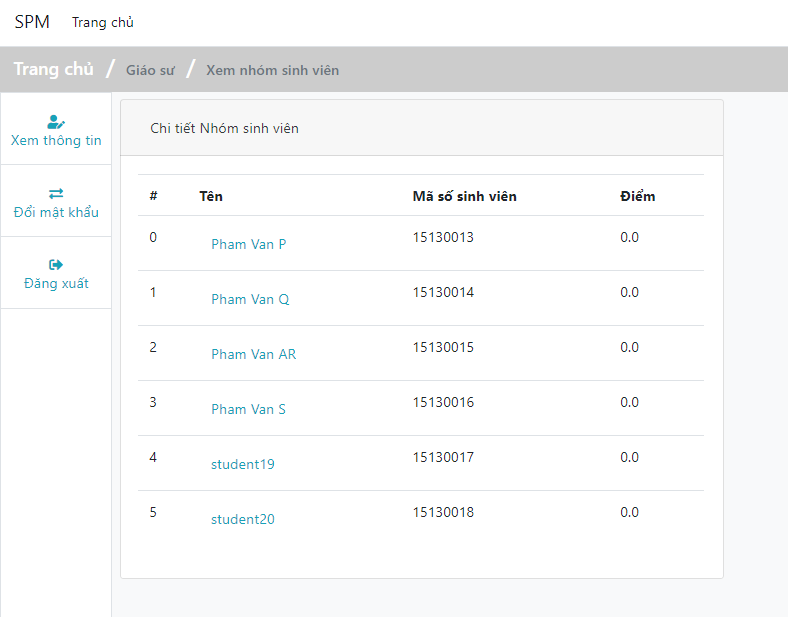 SPM Trang chủ
Trang chủ / Giáo sư / Xem nhóm sinh viên
Xem thông tin
Đổi mật khẩu
Đăng xuất
Chi tiết Nhóm sinh viên
# Tên Mã số sinh viên Điểm
0 Pham Van P 15130013 0.0
1 Pham Van Q 15130014 0.0
2 Pham Van AR 15130015 0.0
3 Pham Van S 15130016 0.0
4 student19 15130017 0.0
5 student20 15130018 0.0